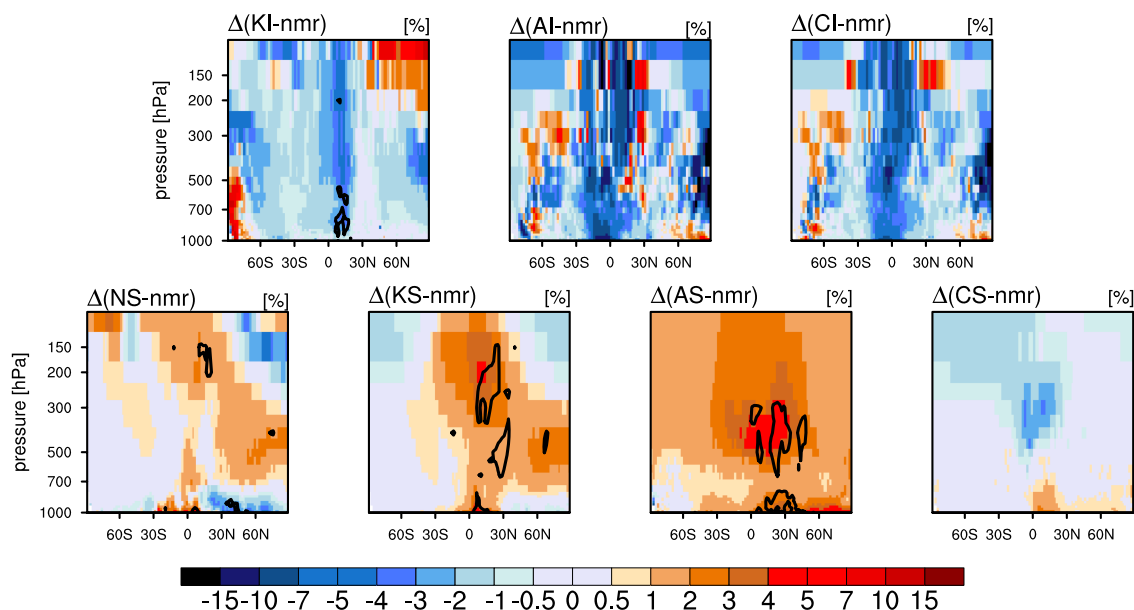 Δ(KI-nmr) [%] Δ(AI-nmr) [%] Δ(CI-nmr) [%]
pressure [hPa]
150
200
300
500
700
1000
60S 30S 0 30N 60N 60S 30S 0 30N 60N 60S 30S 0 30N 60N
Δ(NS-nmr) [%] Δ(KS-nmr) [%] Δ(AS-nmr) [%] Δ(CS-nmr) [%]
pressure [hPa]
150
200
300
400
500
700
1000
60S 30S 0 30N 60N 60S 30S 0 30N 60N 60S 30S 0 30N 60N 60S 30S 0 30N 60N
-15 -10 -7 -5 -4 -3 -2 -1 -0.5 0 0.5 1 2 3 4 5 7 10 15